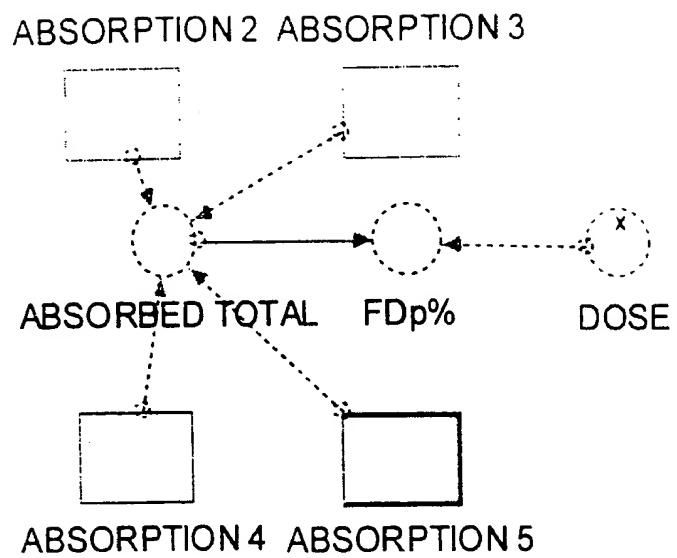 ABSORPTION 2 ABSORPTION 3
x
ABSORBED TOTAL FDp% DOSE
ABSORPTION 4 ABSORPTION 5